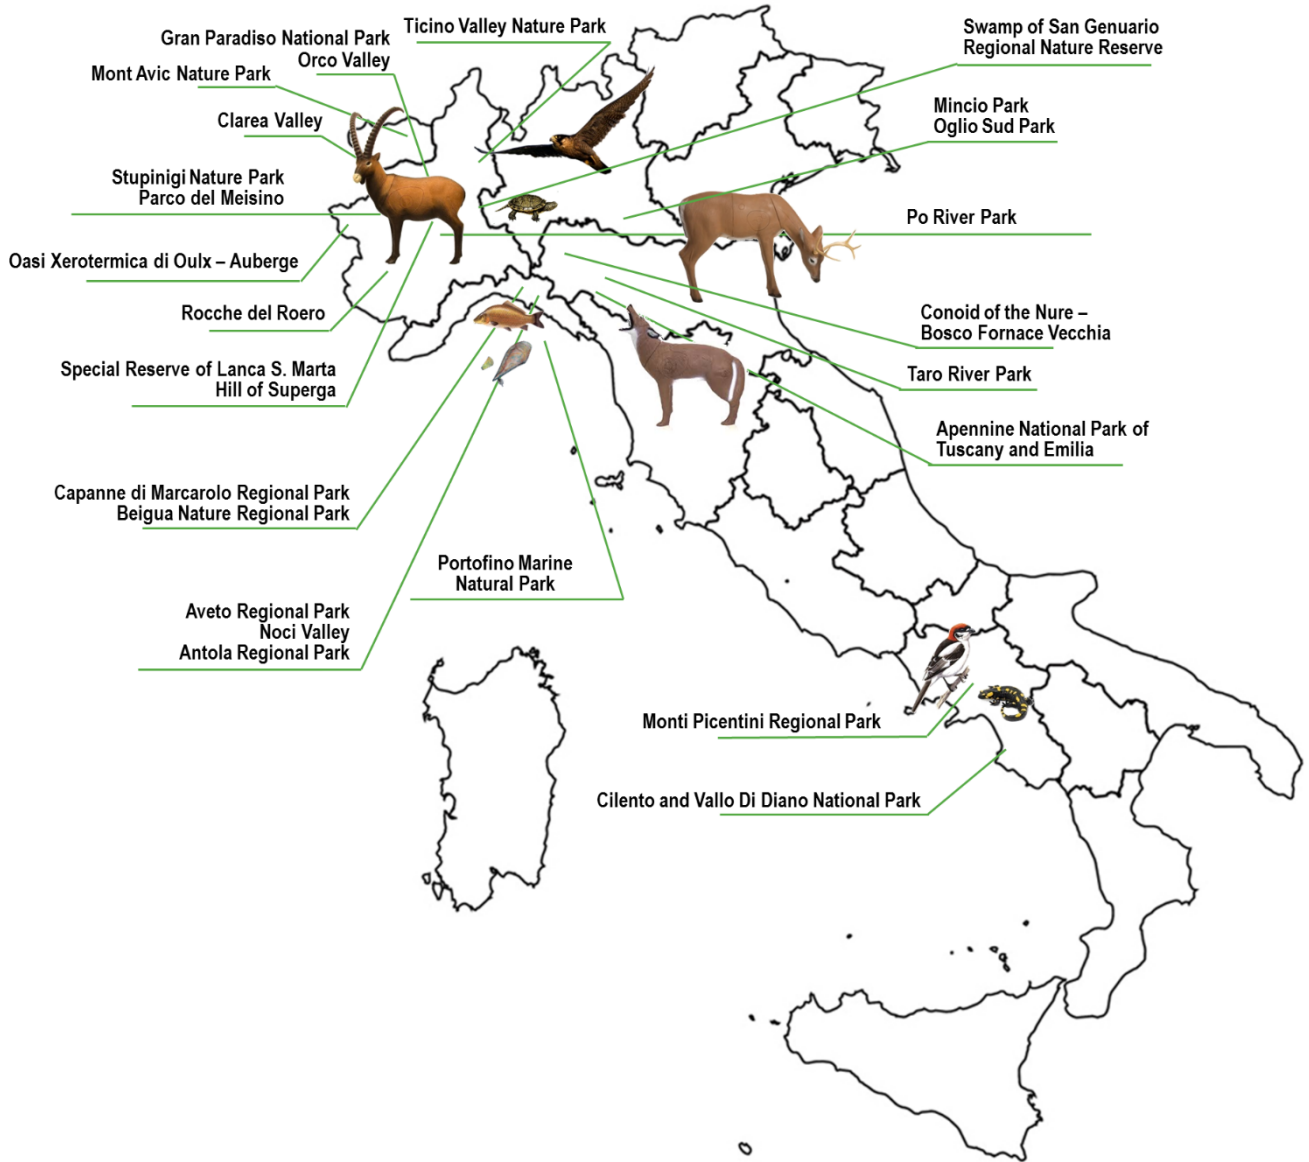 Ticino Valley Nature Park
Gran Paradiso National Park
Orco Valley
Mont Avic Nature Park
Clarea Valley
Stupinigi Nature Park
Parco del Meisino
Oasi Xerotermica di Oulx – Auberge
Rocche del Roero
Special Reserve of Lanca S. Marta
Hill of Superga
Capanne di Marcarolo Regional Park
Beigua Nature Regional Park
Portofino Marine
Natural Park
Aveto Regional Park
Noci Valley
Antola Regional Park
Swamp of San Genuario
Regional Nature Reserve
Mincio Park
Oglio Sud Park
Po River Park
Conoid of the Nure –
Bosco Fornace Vecchia
Taro River Park
Apennine National Park of
Tuscany and Emilia
Monti Picentini Regional Park
Cilento and Vallo Di Diano National Park